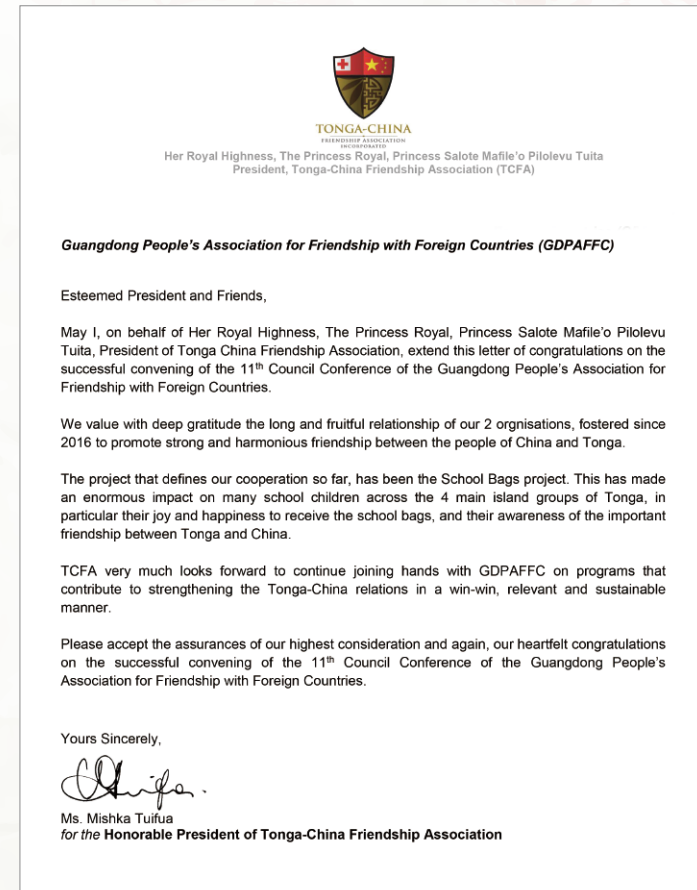 TONGA-CHINA
FRIENDSHIP ASSOCIATION
INCORPORATED
Her Royal Highness, The Princess Royal, Princess Salote Mafile’o Pilolevu Tuita
President, Tonga-China Friendship Association (TCFA)
Guangdong People’s Association for Friendship with Foreign Countries (GDPAFFC)
Esteemed President and Friends,
May I, on behalf of Her Royal Highness, The Princess Royal, Princess Salote Mafile’o Pilolevu
Tuita, President of Tonga China Friendship Association, extend this letter of congratulations on the
successful convening of the 11th Council Conference of the Guangdong People’s Association for
Friendship with Foreign Countries.
We value with deep gratitude the long and fruitful relationship of our 2 orgnisations, fostered since
2016 to promote strong and harmonious friendship between the people of China and Tonga.
The project that defines our cooperation so far, has been the School Bags project. This has made
an enormous impact on many school children across the 4 main island groups of Tonga, in
particular their joy and happiness to receive the school bags, and their awareness of the important
friendship between Tonga and China.
TCFA very much looks forward to continue joining hands with GDPAFFC on programs that
contribute to strengthening the Tonga-China relations in a win-win, relevant and sustainable
manner.
Please accept the assurances of our highest consideration and again, our heartfelt congratulations
on the successful convening of the 11th Council Conference of the Guangdong People’s
Association for Friendship with Foreign Countries.
Yours Sincerely,
Ms. Mishka Tuifua
for the Honorable President of Tonga-China Friendship Association